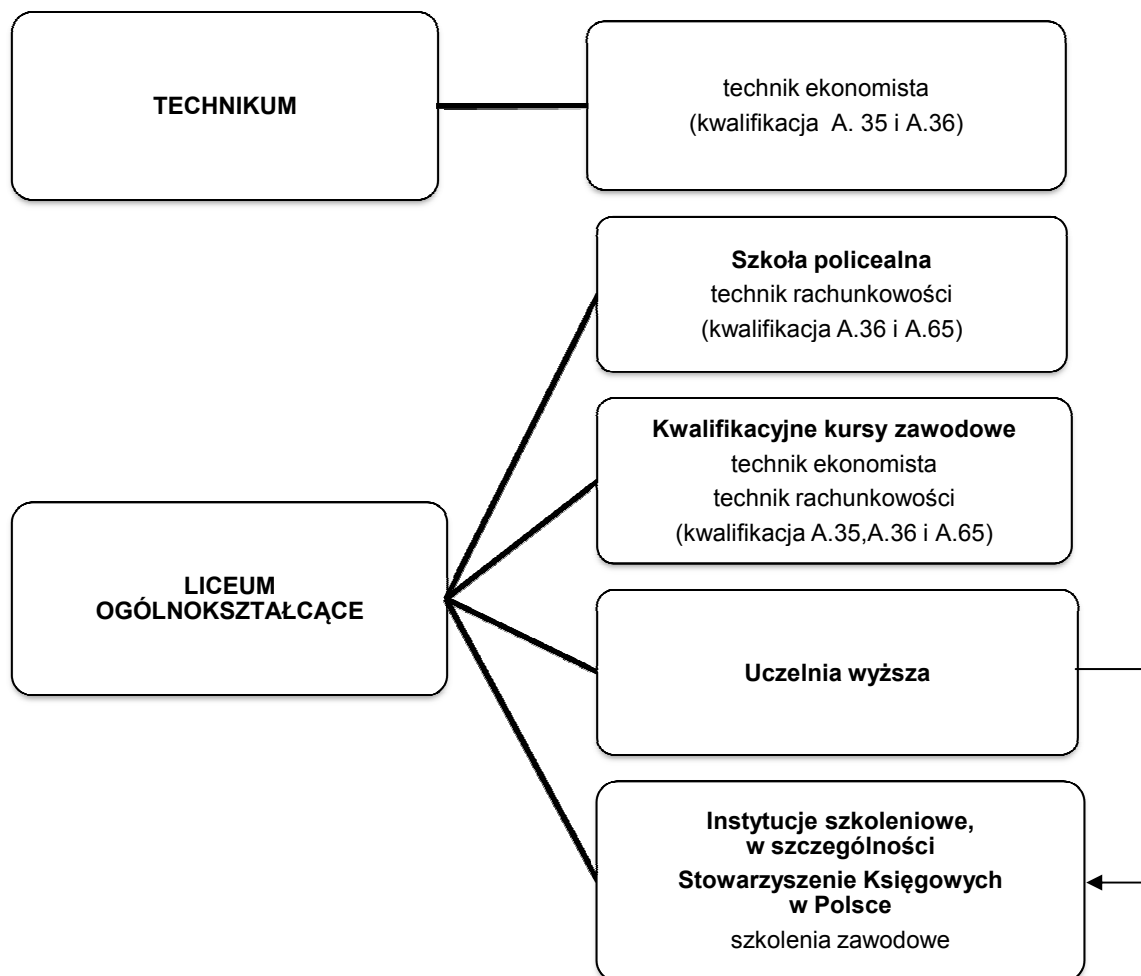 TECHNIKUM
technik ekonomista
(kwalifikacja A. 35 i A.36)
Szkoła policealna
technik rachunkowości
(kwalifikacja A.36 i A.65)
Kwalifikacyjne kursy zawodowe
technik ekonomista
technik rachunkowości
(kwalifikacja A.35,A.36 i A.65)
LICEUM
OGÓLNOKSZTAŁCĄCE
Uczelnia wyższa
Instytucje szkoleniowe,
w szczególności
Stowarzyszenie Księgowych
w Polsce
szkolenia zawodowe